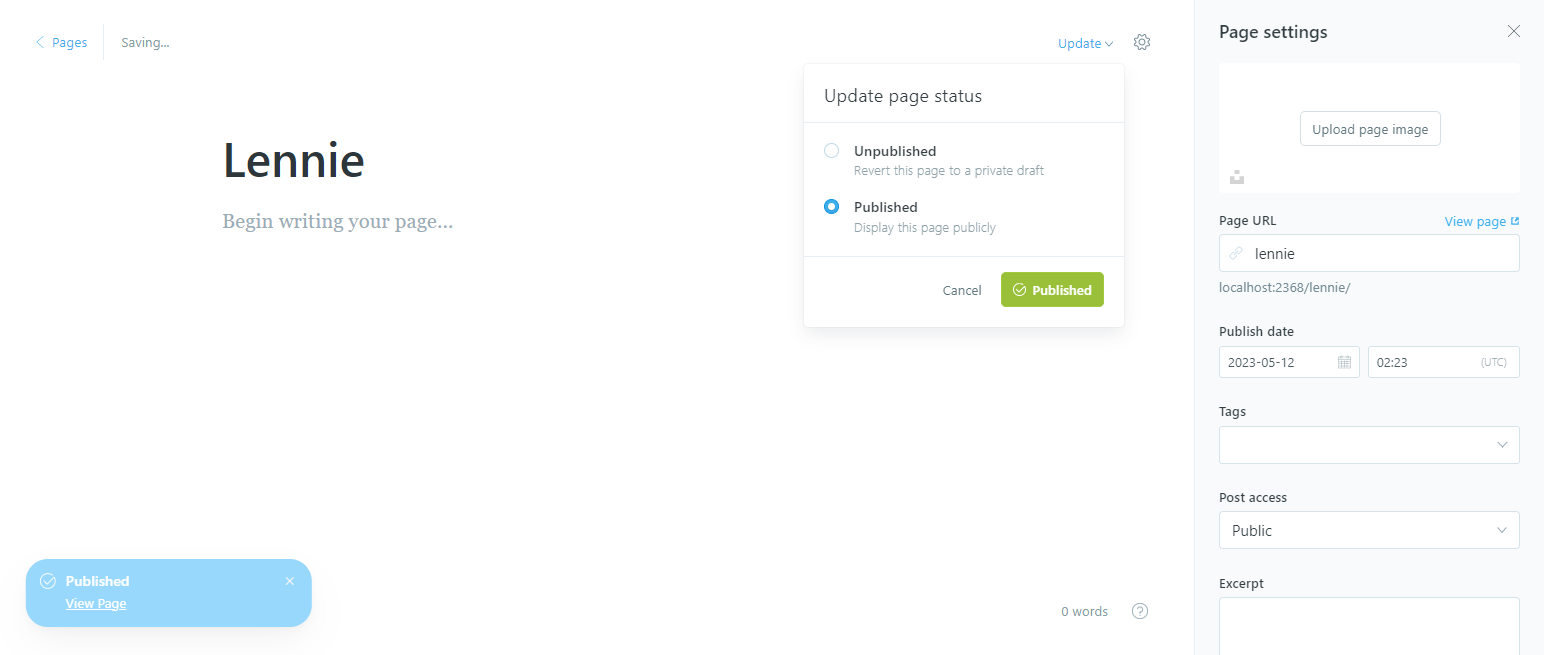 Pages
Saving...
Update
Update page status
Unpublished
Revert this page to a private draft
Published
Display this page publicly
Cancel
Published
Lennie
Begin writing your page...
Published
View Page
0 words
?
Page settings
Upload page image
Page URL
View page
lennie
localhost:2368/lennie/
Publish date
2023-05-12
02:23
(UTC)
Tags
Post access
Public
Excerpt